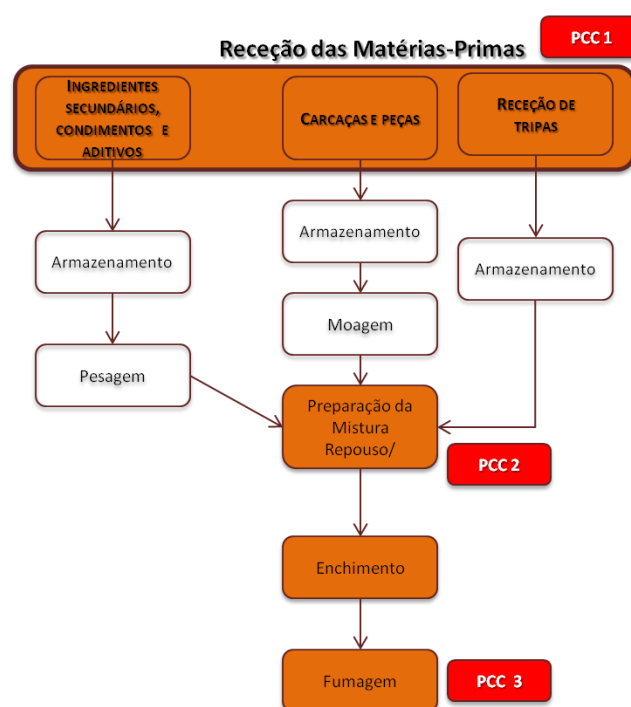 Receção das Matérias-Primas
PCC 1
INGREDIENTES
SECUNDÁRIOS,
CONDIMENTOS E
ADITIVOS
CARCAÇAS E PEÇAS
RECEÇÃO DE
TRIPAS
Armazenamento
Armazenamento
Armazenamento
Moagem
Pesagem
Preparação da
Mistura
Repouso/
PCC 2
Enchimento
Fumagem
PCC 3